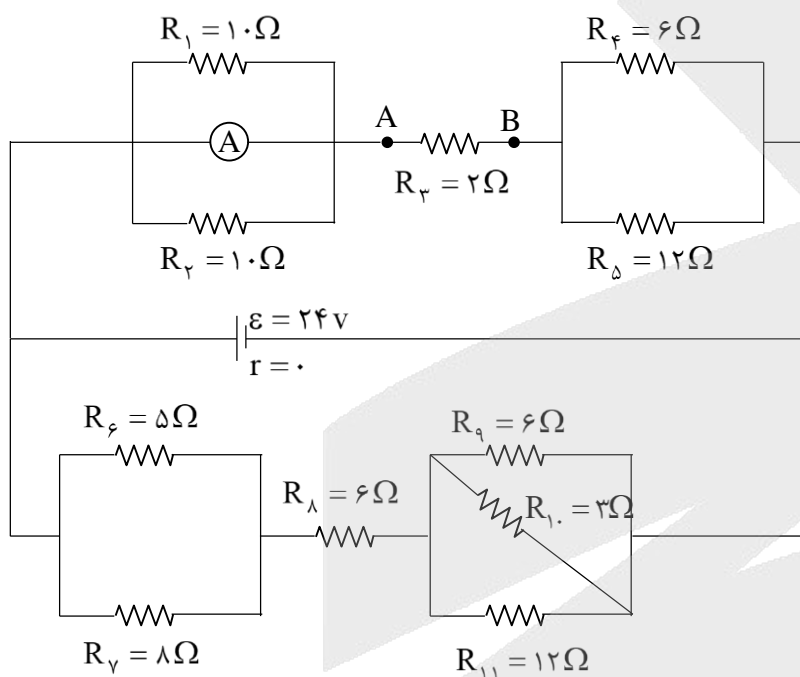 R₁ = ۱۰Ω
R₄ = ۶Ω
A
A
B
R₃ = ۲Ω
R₂ = ۱۰Ω
R₅ = ۱۲Ω
ε = ۲۴ v
r = ۰
R₆ = ۵Ω
R₉ = ۶Ω
R₈ = ۶Ω
R₁₀ = ۳Ω
R₇ = ۸Ω
R₁₁ = ۱۲Ω